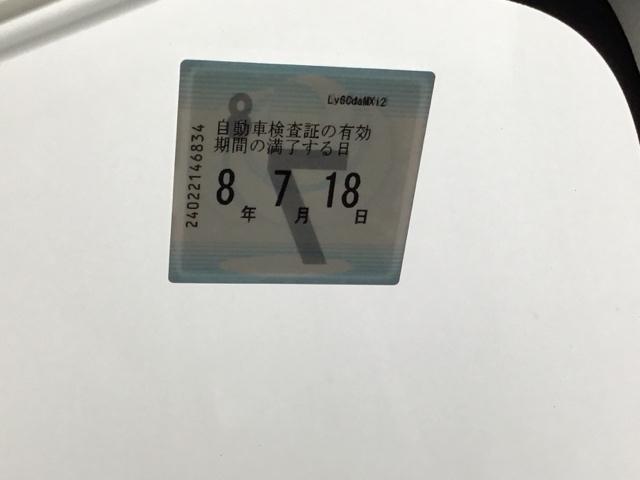 LyGCdaMXi2
自動車検査証の有効
期間の満了する日
8年 7月 18日
24022146834